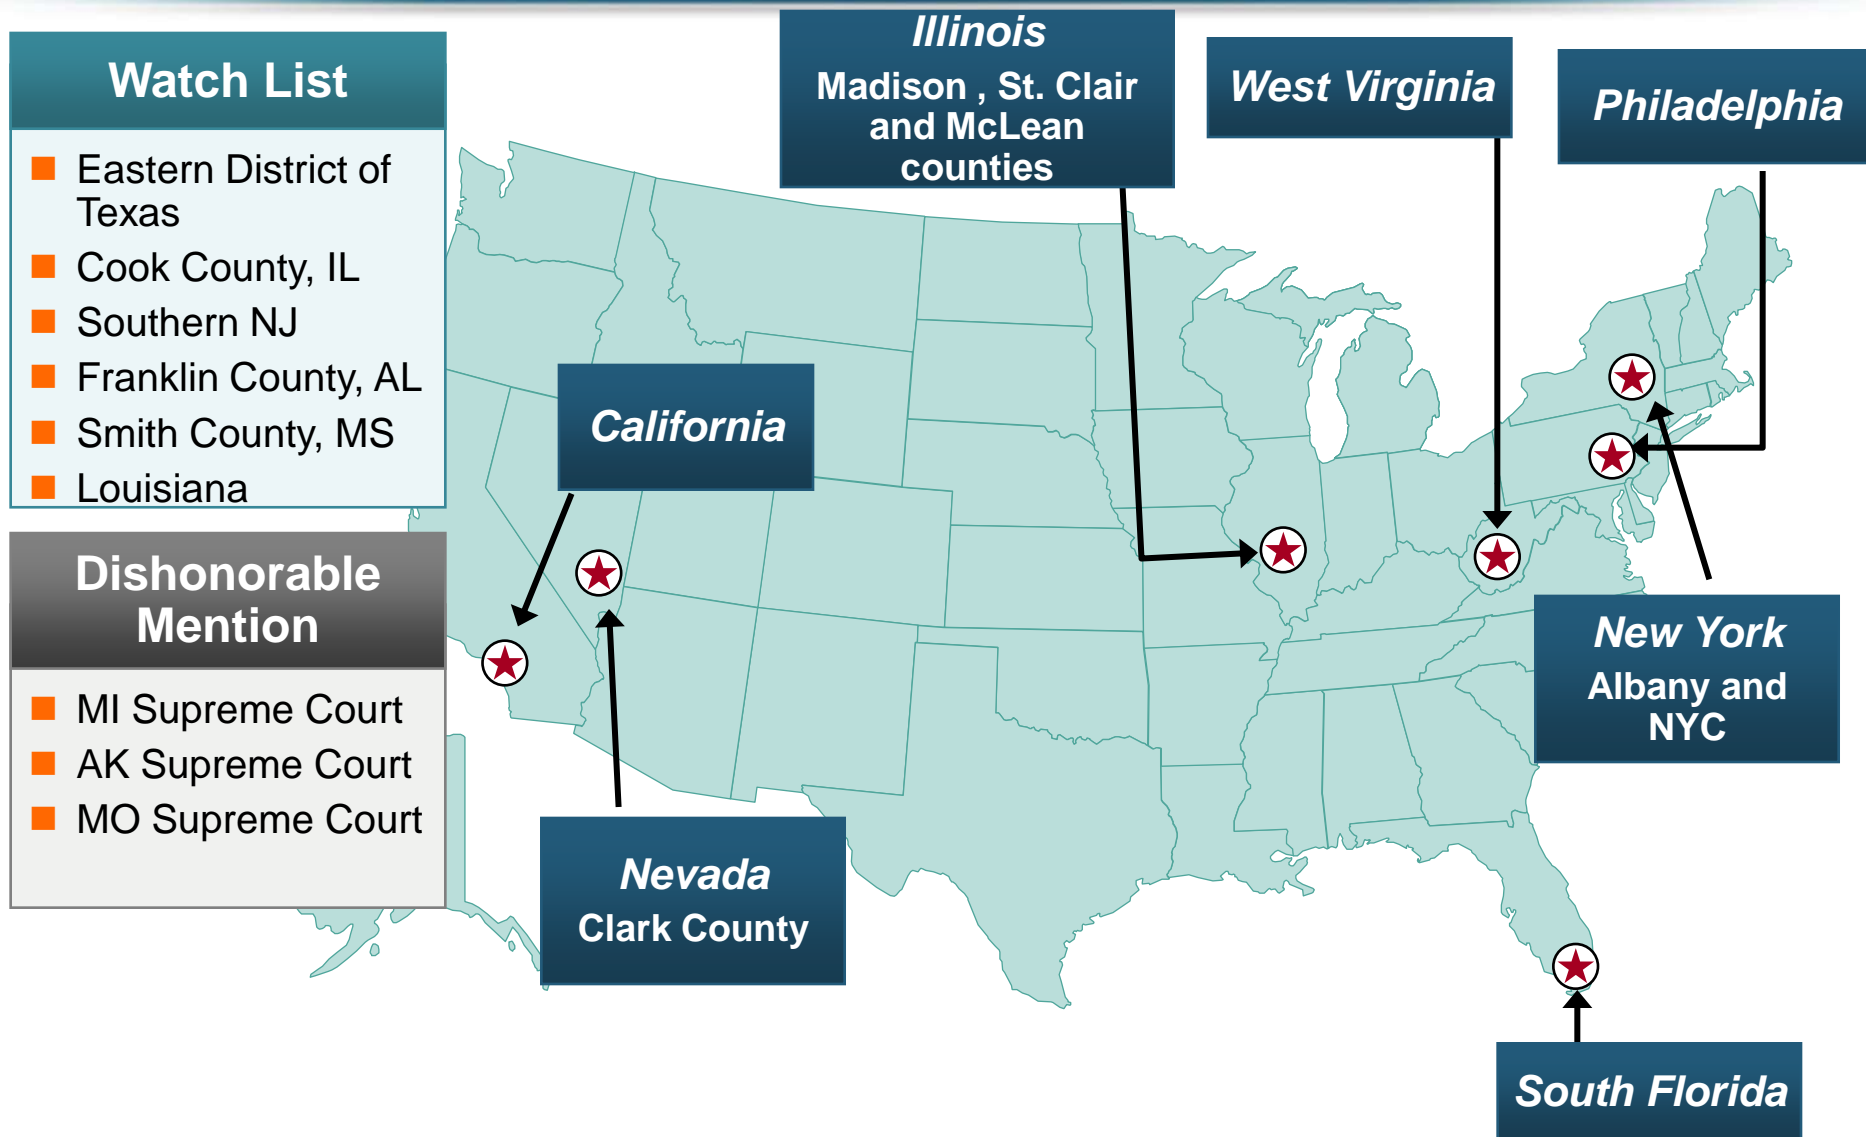 Watch List
Eastern District of
Texas
Cook County, IL
Southern NJ
Franklin County, AL
Smith County, MS
Louisiana
Dishonorable
Mention
MI Supreme Court
AK Supreme Court
MO Supreme Court
Illinois
Madison , St. Clair
and McLean
counties
West Virginia
Philadelphia
California
Nevada
Clark County
New York
Albany and
NYC
South Florida